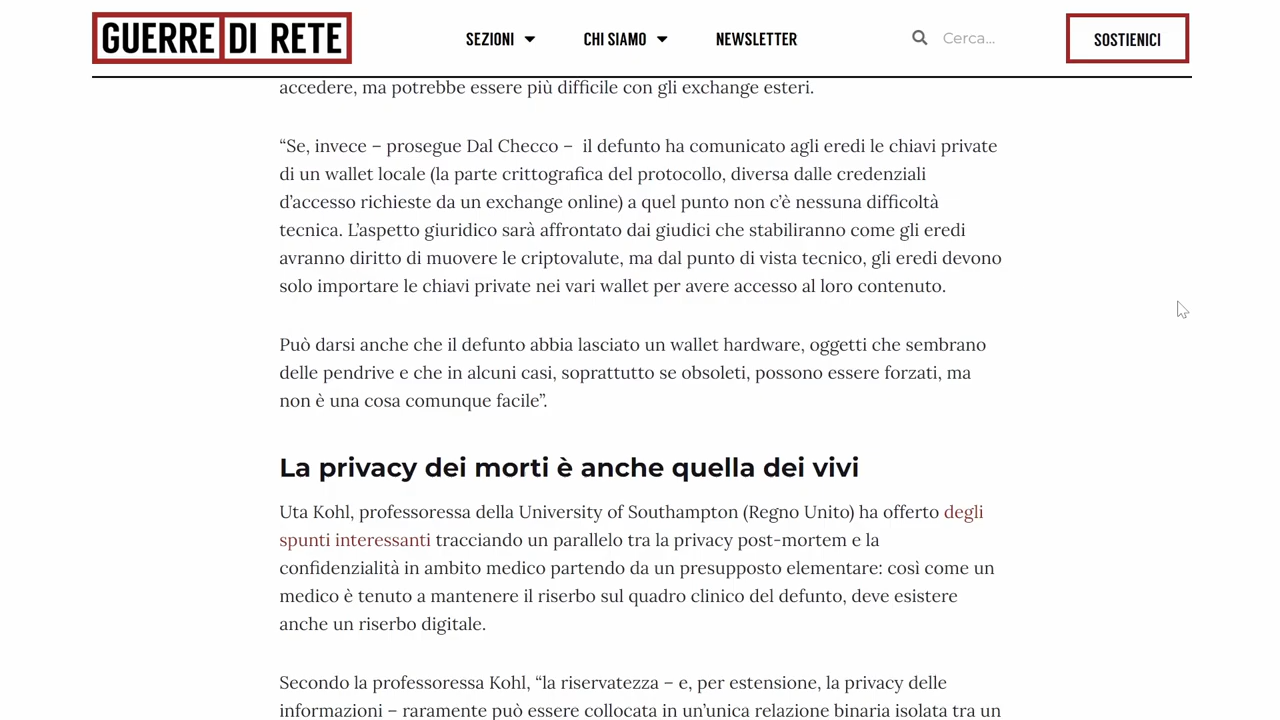 GUERRE DI RETE
SEZIONI
CHI SIAMO
NEWSLETTER
Cerca...
SOSTIENICI
accedere, ma potrebbe essere più difficile con gli exchange esteri.
“Se, invece – prosegue Dal Checco –  il defunto ha comunicato agli eredi le chiavi private
di un wallet locale (la parte crittografica del protocollo, diversa dalle credenziali
d’accesso richieste da un exchange online) a quel punto non c’è nessuna difficoltà
tecnica. L’aspetto giuridico sarà affrontato dai giudici che stabiliranno come gli eredi
avranno diritto di muovere le criptovalute, ma dal punto di vista tecnico, gli eredi devono
solo importare le chiavi private nei vari wallet per avere accesso al loro contenuto.
Può darsi anche che il defunto abbia lasciato un wallet hardware, oggetti che sembrano
delle pendrive e che in alcuni casi, soprattutto se obsoleti, possono essere forzati, ma
non è una cosa comunque facile”.
La privacy dei morti è anche quella dei vivi
Uta Kohl, professoressa della University of Southampton (Regno Unito) ha offerto degli
spunti interessanti tracciando un parallelo tra la privacy post-mortem e la
confidenzialità in ambito medico partendo da un presupposto elementare: così come un
medico è tenuto a mantenere il riserbo sul quadro clinico del defunto, deve esistere
anche un riserbo digitale.
Secondo la professoressa Kohl, “la riservatezza – e, per estensione, la privacy delle
informazioni – raramente può essere collocata in un’unica relazione binaria isolata tra un